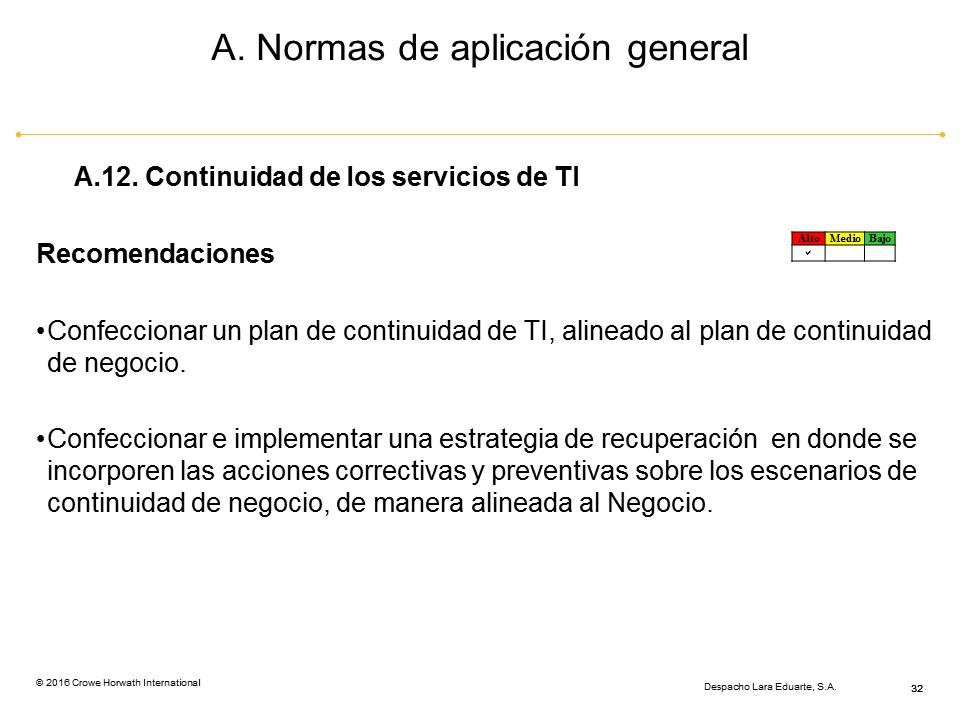 A. Normas de aplicación general
A.12. Continuidad de los servicios de TI
Recomendaciones
Alto Medio Bajo
✓
•Confeccionar un plan de continuidad de TI, alineado al plan de continuidad
de negocio.
•Confeccionar e implementar una estrategia de recuperación  en donde se
incorporen las acciones correctivas y preventivas sobre los escenarios de
continuidad de negocio, de manera alineada al Negocio.
© 2016 Crowe Horwath International
Despacho Lara Eduarte, S.A.
32